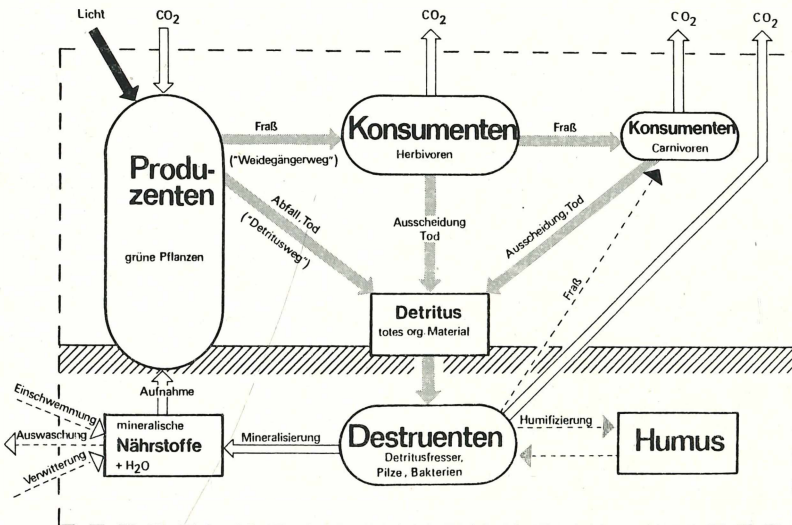 Licht
CO2
CO2
CO2
CO2
Produ-
zenten
grüne Pflanzen
Fraß
("Weidegängerweg")
Konsumenten
Herbivoren
Fraß
Konsumenten
Carnivoren
Abfall, Tod
("Detritusweg")
Ausscheidung
Tod
Ausscheidung, Tod
Fraß
Detritus
totes org. Material
Aufnahme
Einschwemmung
Auswaschung
Verwitterung
mineralische
Nährstoffe
+ H2O
Mineralisierung
Destruenten
Detritusfresser,
Pilze, Bakterien
Humifizierung
Humus